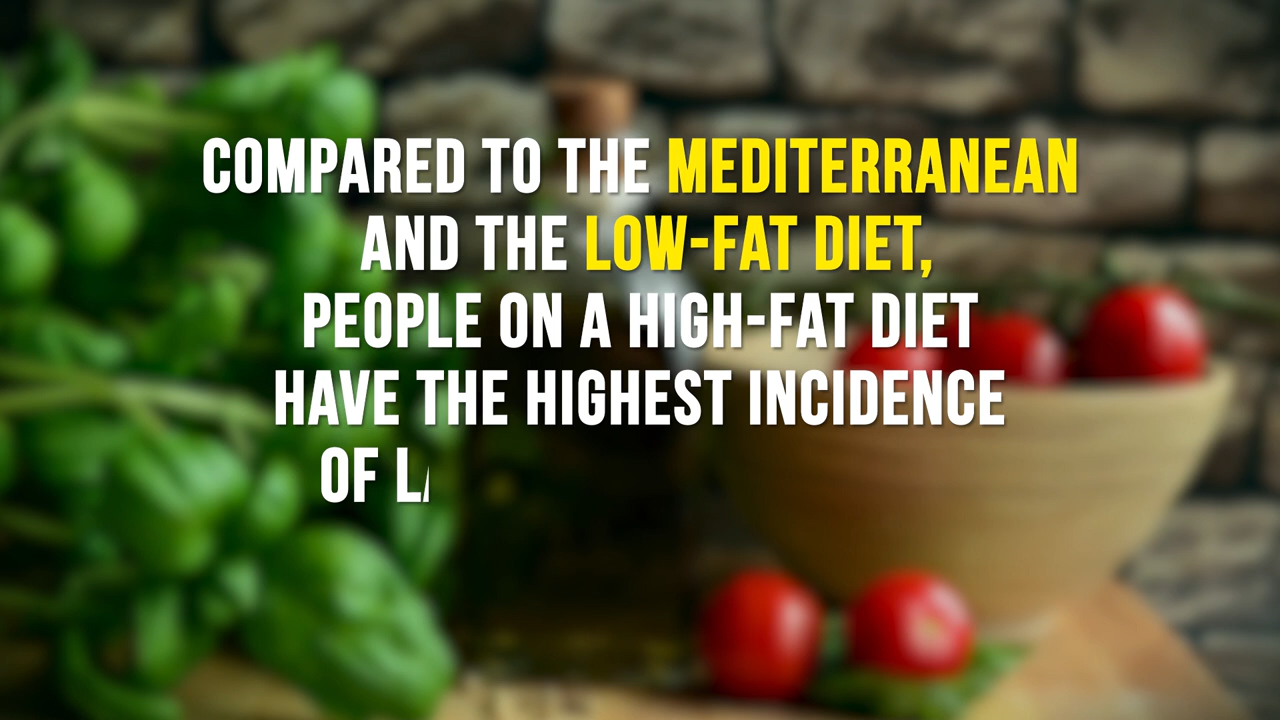 COMPARED TO THE MEDITERRANEAN
AND THE LOW-FAT DIET,
PEOPLE ON A HIGH-FAT DIET
HAVE THE HIGHEST INCIDENCE
OF